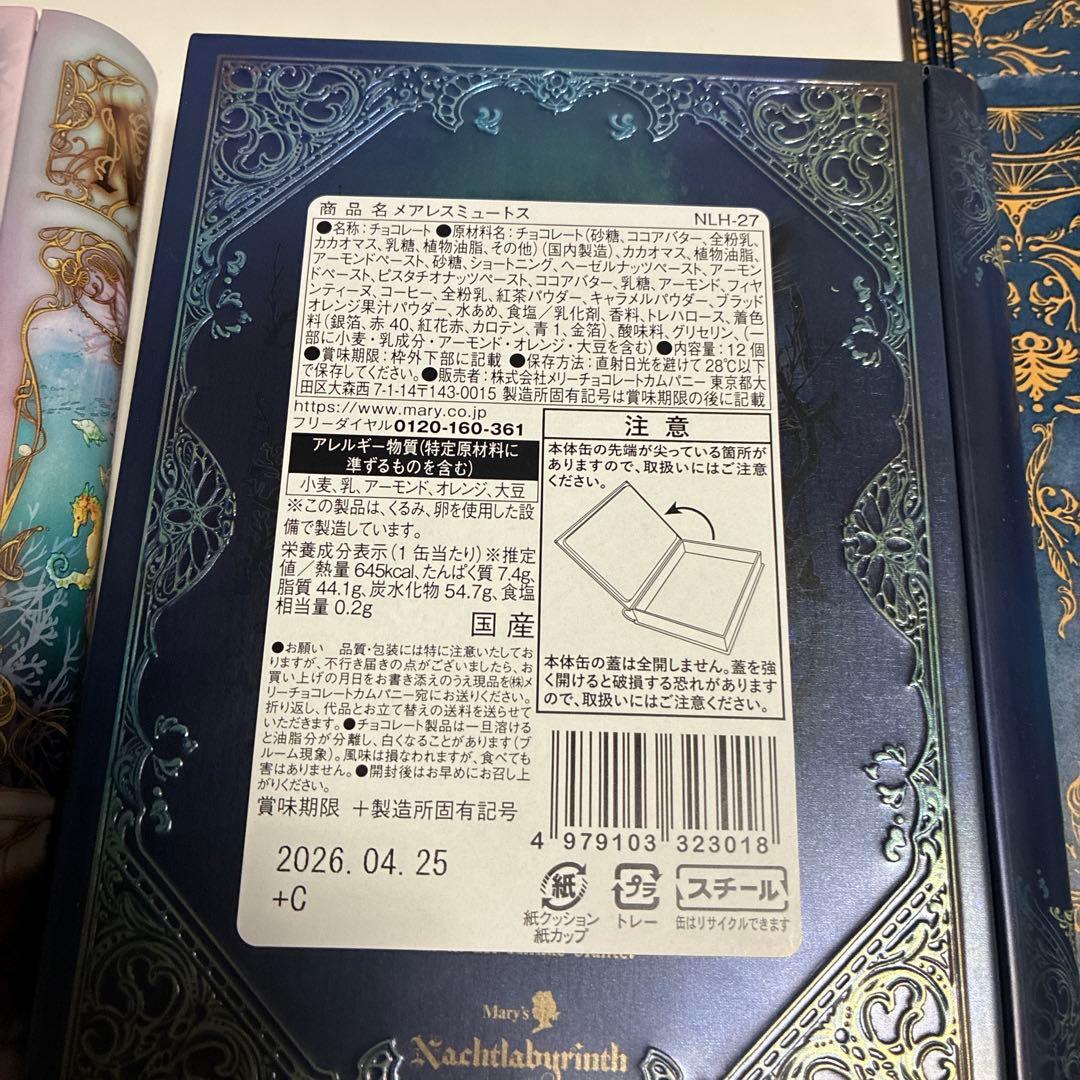 商品名 メアレスミュートス NLH-27
●名称：チョコレート ●原材料名：チョコレート(砂糖、ココアバター、全粉乳、
カカオマス、乳糖、植物油脂、その他)(国内製造)、カカオマス、植物油脂、
アーモンドペースト、砂糖、ショートニング、ヘーゼルナッツペースト、アーモン
ドペースト、ピスタチオナッツペースト、ココアバター、乳糖、アーモンド、フィヤ
ンティーヌ、コーヒー、全粉乳、紅茶パウダー、キャラメルパウダー、ブラッド
オレンジ果汁パウダー、水あめ、食塩／乳化剤、香料、トレハロース、着色
料(銀箔、赤40、紅花赤、カロテン、青1、金箔)、酸味料、グリセリン、(一
部に小麦・乳成分・アーモンド・オレンジ・大豆を含む) ●内容量：12個
●賞味期限：枠外下部に記載 ●保存方法：直射日光を避けて28℃以下
で保存してください。●販売者：株式会社メリーチョコレートカムパニー 東京都大
田区大森西7-1-14〒143-0015 製造所固有記号は賞味期限の後に記載
https://www.mary.co.jp
フリーダイヤル0120-160-361
アレルギー物質(特定原材料に
準ずるものを含む)
小麦、乳、アーモンド、オレンジ、大豆
※この製品は、くるみ、卵を使用した設
備で製造しています。
栄養成分表示(1缶当たり)※推定
値／熱量 645kcal、たんぱく質 7.4g、
脂質 44.1g、炭水化物 54.7g、食塩
相当量 0.2g
国産
●お願い 品質・包装には特に注意いたしてお
りますが、不行き届きの点がございましたら、お
買い上げの月日をお書き添えのうえ現品を㈱メ
リーチョコレートカムパニー宛にお送りください。
折り返し、代品とお立て替えの送料を送らせて
いただきます。●チョコレート製品は一旦溶ける
と油脂分が分離し、白くなることがあります(ブ
ルーム現象)。風味は損なわれますが、食べても
害はありません。●開封後はお早めにお召し上
がりください。
賞味期限 ＋製造所固有記号
2026.04.25
+C
注意
本体缶の先端が尖っている箇所が
ありますので、取扱いにはご注意
ください。
本体缶の蓋は全開しません。蓋を強
く開けると破損する恐れがあります
ので、取扱いにはご注意ください。
4 979103 323018
紙
紙クッション
紙カップ
プラ
トレー
スチール
缶はリサイクルできます
Mary's
Nachtlabyrinth